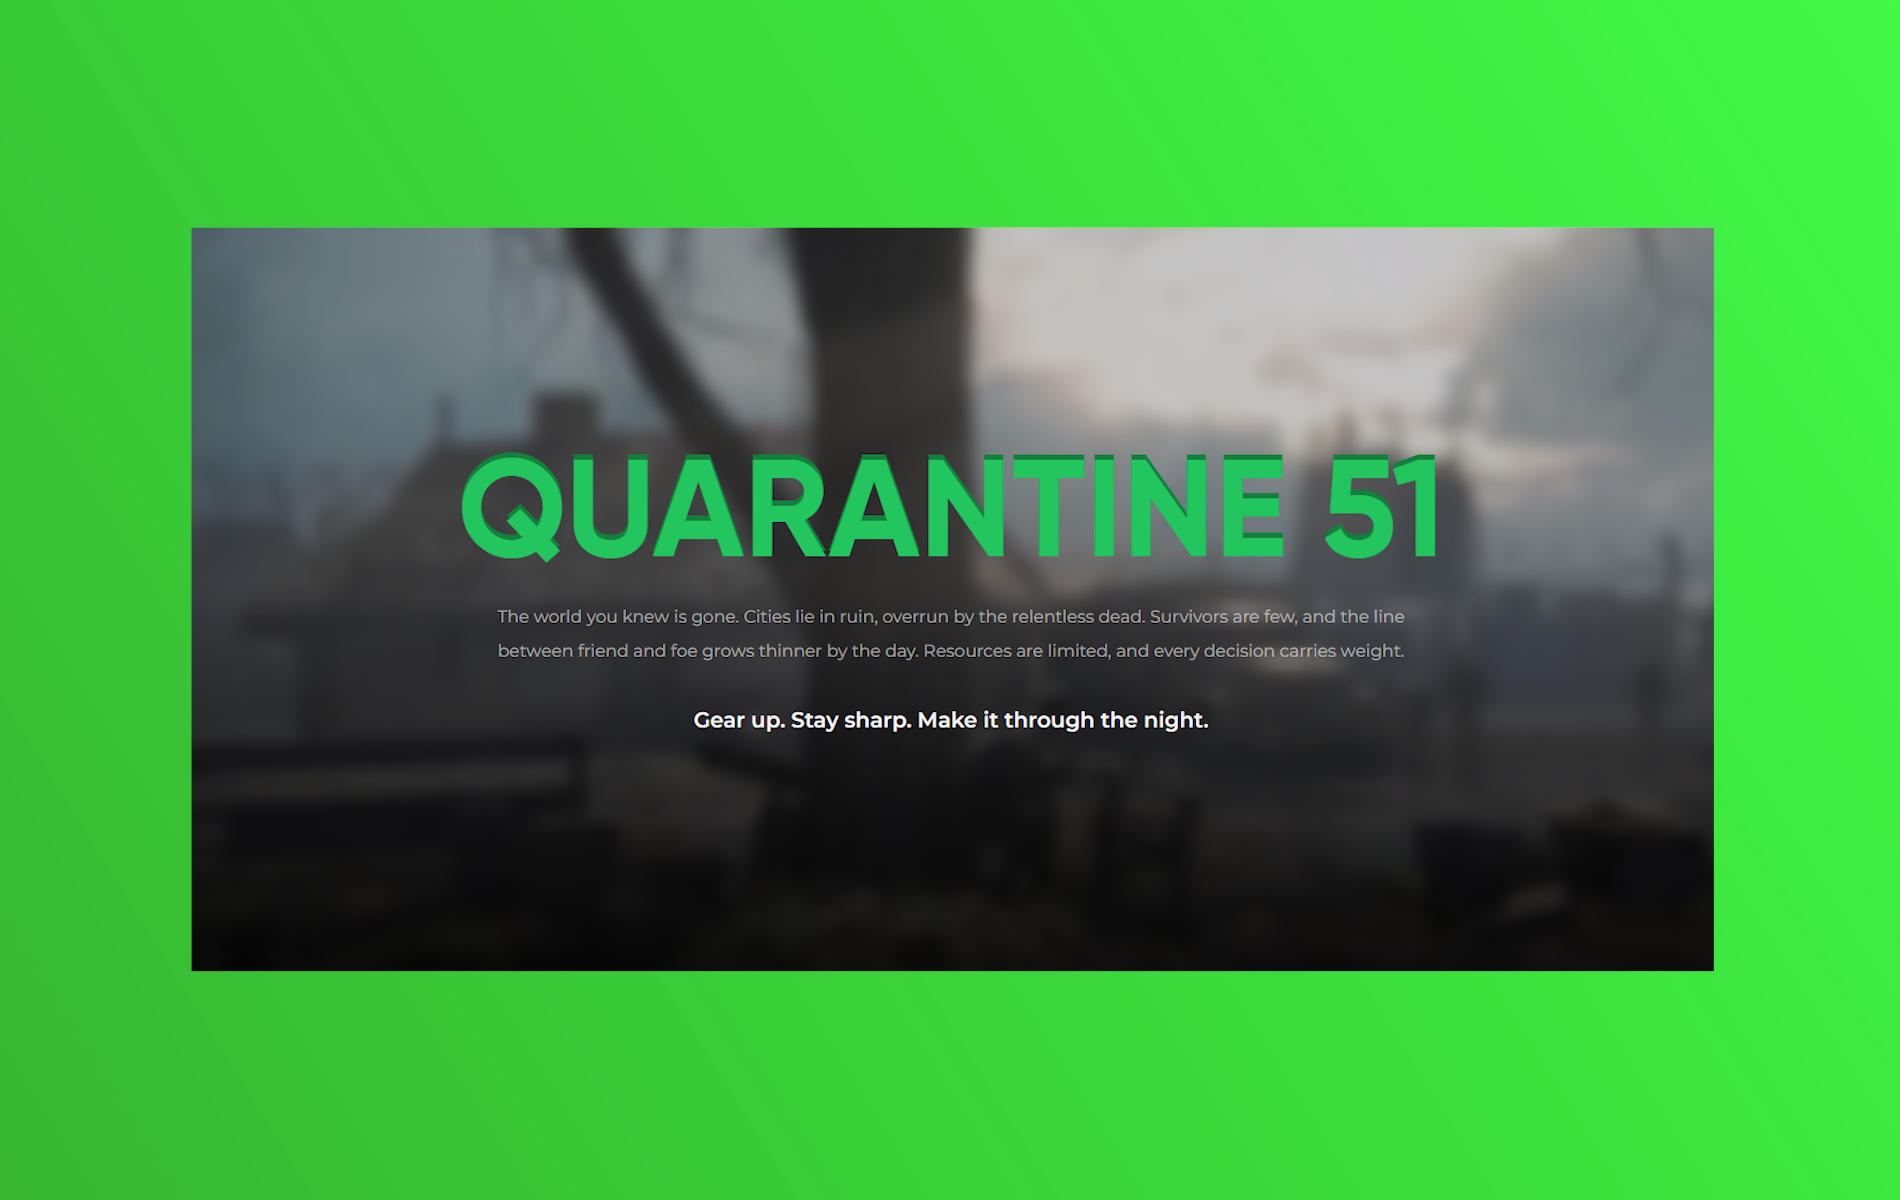 QUARANTINE 51
The world you knew is gone. Cities lie in ruin, overrun by the relentless dead. Survivors are few, and the line
between friend and foe grows thinner by the day. Resources are limited, and every decision carries weight.
Gear up. Stay sharp. Make it through the night.